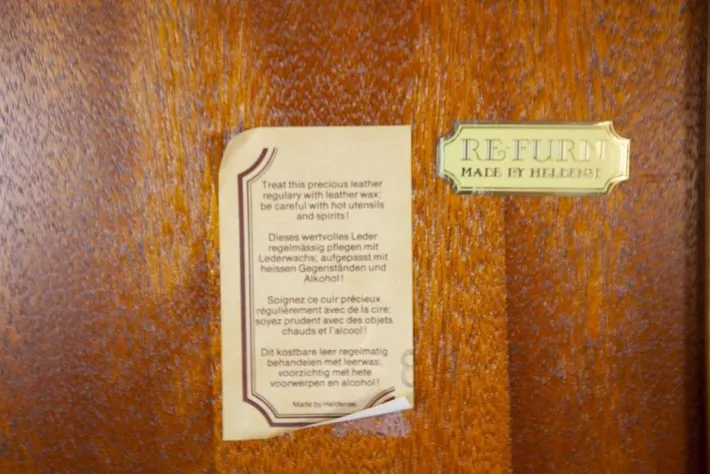 Treat this precious leather
regulary with leather wax;
be careful with hot utensils
and spirits!
Dieses wertvolles Leder
regelmässig pflegen mit
Lederwachs; aufgepasst mit
heissen Gegenständen und
Alkohol!
Soignez ce cuir précieux
régulièrement avec de la cire;
soyez prudent avec des objets
chauds et l'alcool!
Dit kostbare leer regelmatig
behandelen met leerwas;
voorzichtig met hete
voorwerpen en alcohol!
Made by Heldense
RE-FURN
MADE BY